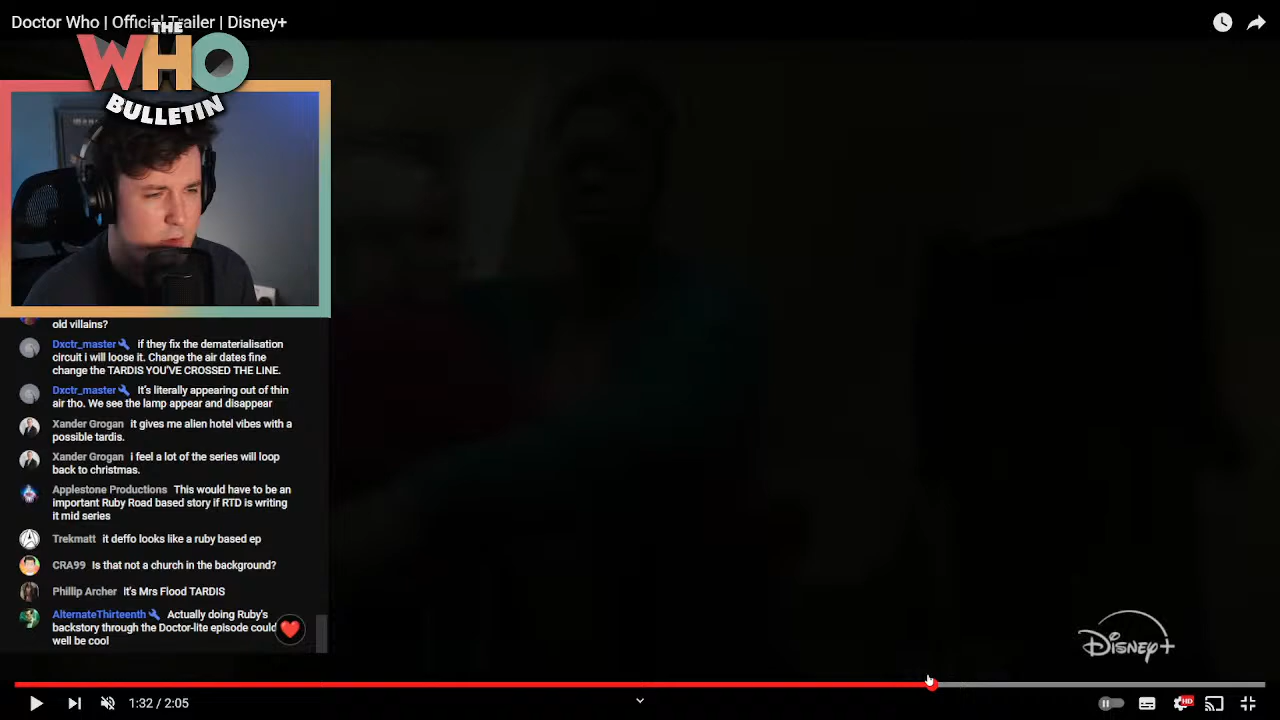 Doctor Who | Official Trailer | Disney+
THE
WHO
BULLETIN
old villains?
Dxctr_master if they fix the dematerialisation
circuit i will loose it. Change the air dates fine
change the TARDIS YOU'VE CROSSED THE LINE.
Dxctr_master It's literally appearing out of thin
air tho. We see the lamp appear and disappear
Xander Grogan it gives me alien hotel vibes with a
possible tardis.
Xander Grogan i feel a lot of the series will loop
back to christmas.
Applestone Productions This would have to be an
important Ruby Road based story if RTD is writing
it mid series
Trekmatt it deffo looks like a ruby based ep
CRA99 Is that not a church in the background?
Phillip Archer It's Mrs Flood TARDIS
AlternateThirteenth Actually doing Ruby's
backstory through the Doctor-lite episode could
well be cool
Disney+
1:32 / 2:05
HD